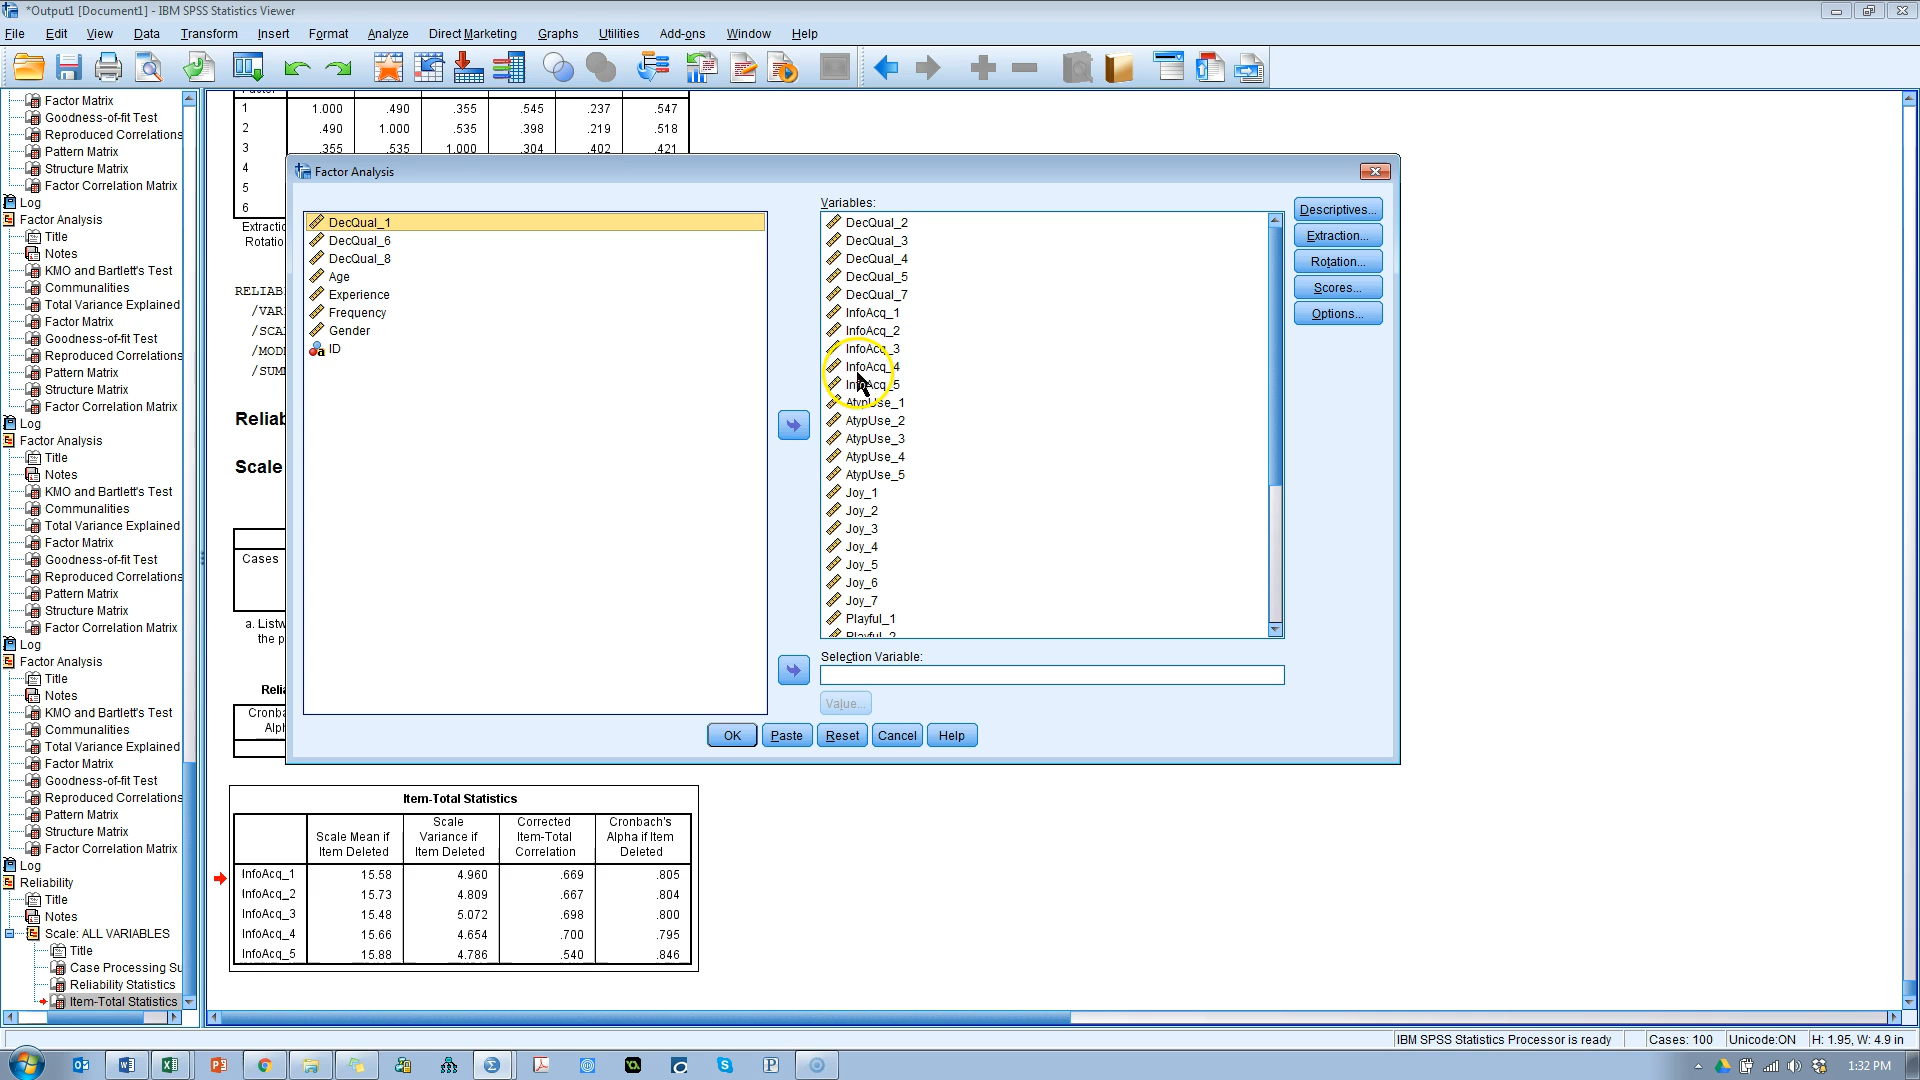 *Output1 [Document1] - IBM SPSS Statistics Viewer
File Edit View Data Transform Insert Format Analyze Direct Marketing Graphs Utilities Add-ons Window Help
Factor Matrix
Goodness-of-fit Test
Reproduced Correlations
Pattern Matrix
Structure Matrix
Factor Correlation Matrix
Log
Factor Analysis
Title
Notes
KMO and Bartlett's Test
Communalities
Total Variance Explained
Factor Matrix
Goodness-of-fit Test
Reproduced Correlations
Pattern Matrix
Structure Matrix
Factor Correlation Matrix
Log
Factor Analysis
Title
Notes
KMO and Bartlett's Test
Communalities
Total Variance Explained
Factor Matrix
Goodness-of-fit Test
Reproduced Correlations
Pattern Matrix
Structure Matrix
Factor Correlation Matrix
Log
Factor Analysis
Title
Notes
KMO and Bartlett's Test
Communalities
Total Variance Explained
Factor Matrix
Goodness-of-fit Test
Reproduced Correlations
Pattern Matrix
Structure Matrix
Factor Correlation Matrix
Log
Reliability
Title
Notes
Scale: ALL VARIABLES
Title
Case Processing Su
Reliability Statistics
Item-Total Statistics
1 1.000 .490 .355 .545 .237 .547
2 .490 1.000 .535 .398 .219 .518
3 .355 .535 1.000 .304 .402 .421
4
5
6
Extractio
Rotatio
RELIAB
/VAR
/SCA
/MOD
/SUM
Reliab
Scale
Cases
a. Listw
the p
Relia
Cronba
Alph
Factor Analysis
DecQual_1
DecQual_6
DecQual_8
Age
Experience
Frequency
Gender
ID
Variables:
DecQual_2
DecQual_3
DecQual_4
DecQual_5
DecQual_7
InfoAcq_1
InfoAcq_2
InfoAcq_3
InfoAcq_4
InfoAcq_5
AtypUse_1
AtypUse_2
AtypUse_3
AtypUse_4
AtypUse_5
Joy_1
Joy_2
Joy_3
Joy_4
Joy_5
Joy_6
Joy_7
Playful_1
Playful_2
Descriptives...
Extraction...
Rotation...
Scores...
Options...
Selection Variable:
Value...
OK Paste Reset Cancel Help
Item-Total Statistics
Scale Mean if Item Deleted Scale Variance if Item Deleted Corrected Item-Total Correlation Cronbach's Alpha if Item Deleted
InfoAcq_1 15.58 4.960 .669 .805
InfoAcq_2 15.73 4.809 .667 .804
InfoAcq_3 15.48 5.072 .698 .800
InfoAcq_4 15.66 4.654 .700 .795
InfoAcq_5 15.88 4.786 .540 .846
IBM SPSS Statistics Processor is ready Cases: 100 Unicode:ON H: 1.95, W: 4.9 in
1:32 PM